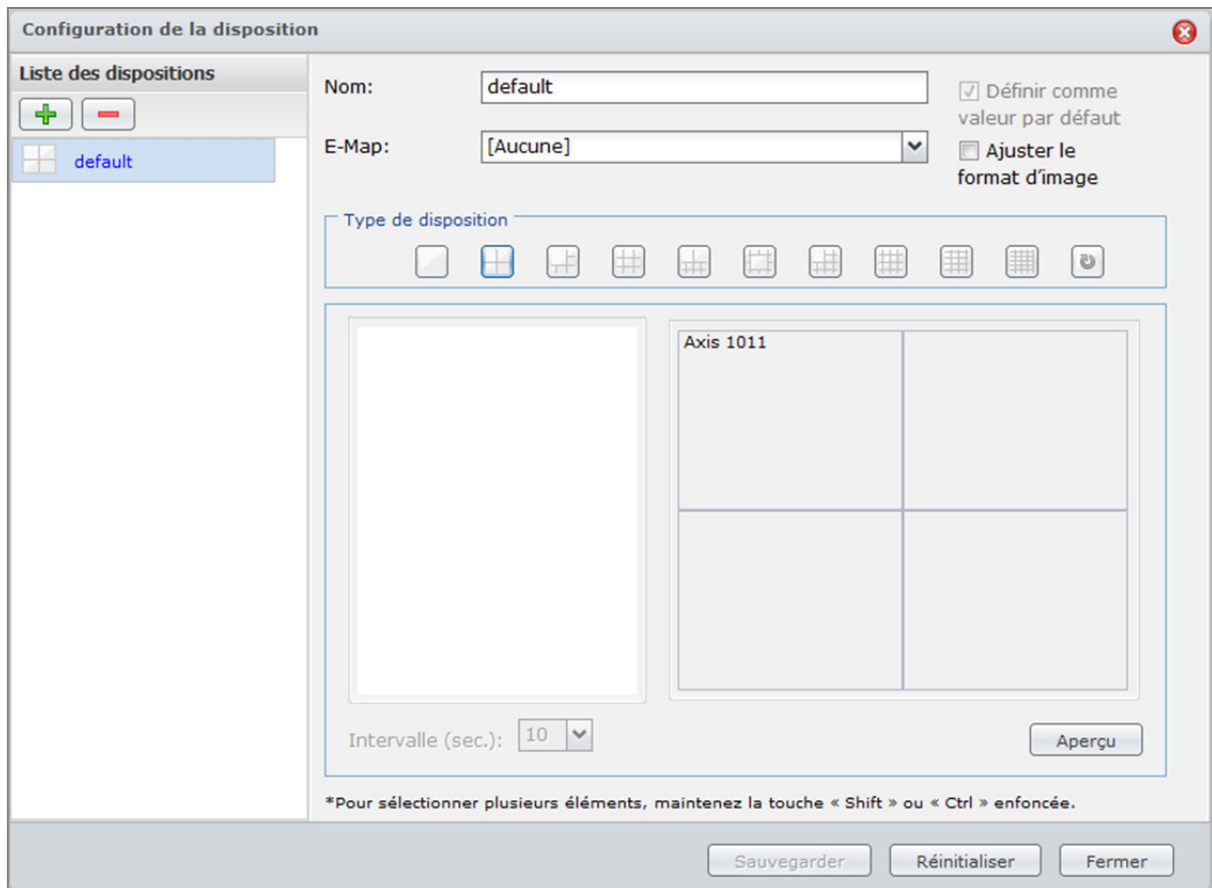 Configuration de la disposition
Liste des dispositions
default
Nom:
default
Définir comme
valeur par défaut
E-Map:
[Aucune]
Ajuster le
format d'image
Type de disposition
Axis 1011
Intervalle (sec.):
10
Aperçu
*Pour sélectionner plusieurs éléments, maintenez la touche « Shift » ou « Ctrl » enfoncée.
Sauvegarder
Réinitialiser
Fermer